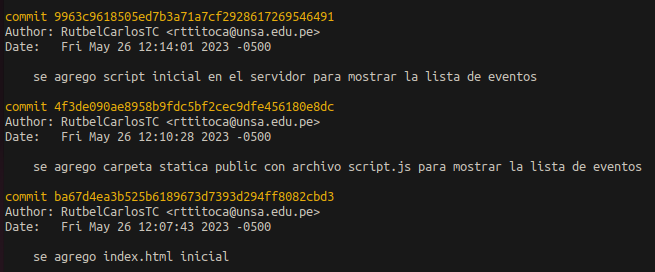 commit 9963c9618505ed7b3a71a7cf2928617269546491
Author: RutbelCarlosTC <rttitoca@unsa.edu.pe>
Date:   Fri May 26 12:14:01 2023 -0500
se agrego script inicial en el servidor para mostrar la lista de eventos
commit 4f3de090ae8958b9fdc5bf2cec9dfe456180e8dc
Author: RutbelCarlosTC <rttitoca@unsa.edu.pe>
Date:   Fri May 26 12:10:28 2023 -0500
se agrego carpeta statica public con archivo script.js para mostrar la lista de eventos
commit ba67d4ea3b525b6189673d7393d294ff8082cbd3
Author: RutbelCarlosTC <rttitoca@unsa.edu.pe>
Date:   Fri May 26 12:07:43 2023 -0500
se agrego index.html inicial